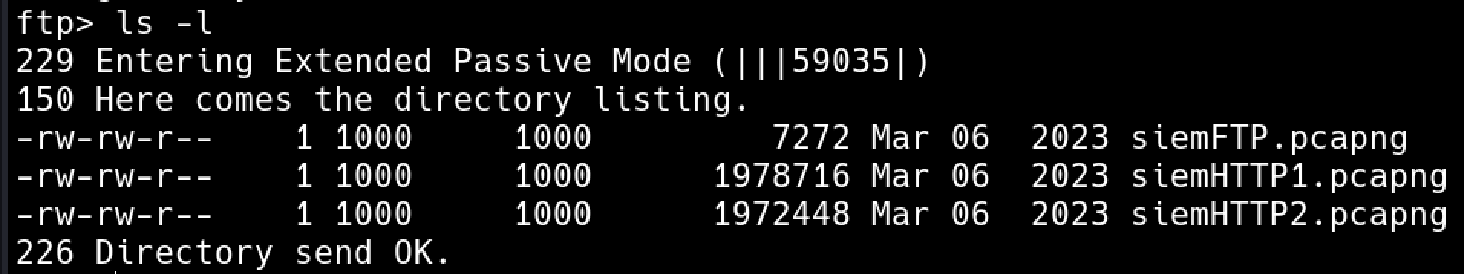 ftp> ls -l
229 Entering Extended Passive Mode (|||59035|)
150 Here comes the directory listing.
-rw-rw-r--    1 1000     1000         7272 Mar 06  2023 siemFTP.pcapng
-rw-rw-r--    1 1000     1000      1978716 Mar 06  2023 siemHTTP1.pcapng
-rw-rw-r--    1 1000     1000      1972448 Mar 06  2023 siemHTTP2.pcapng
226 Directory send OK.